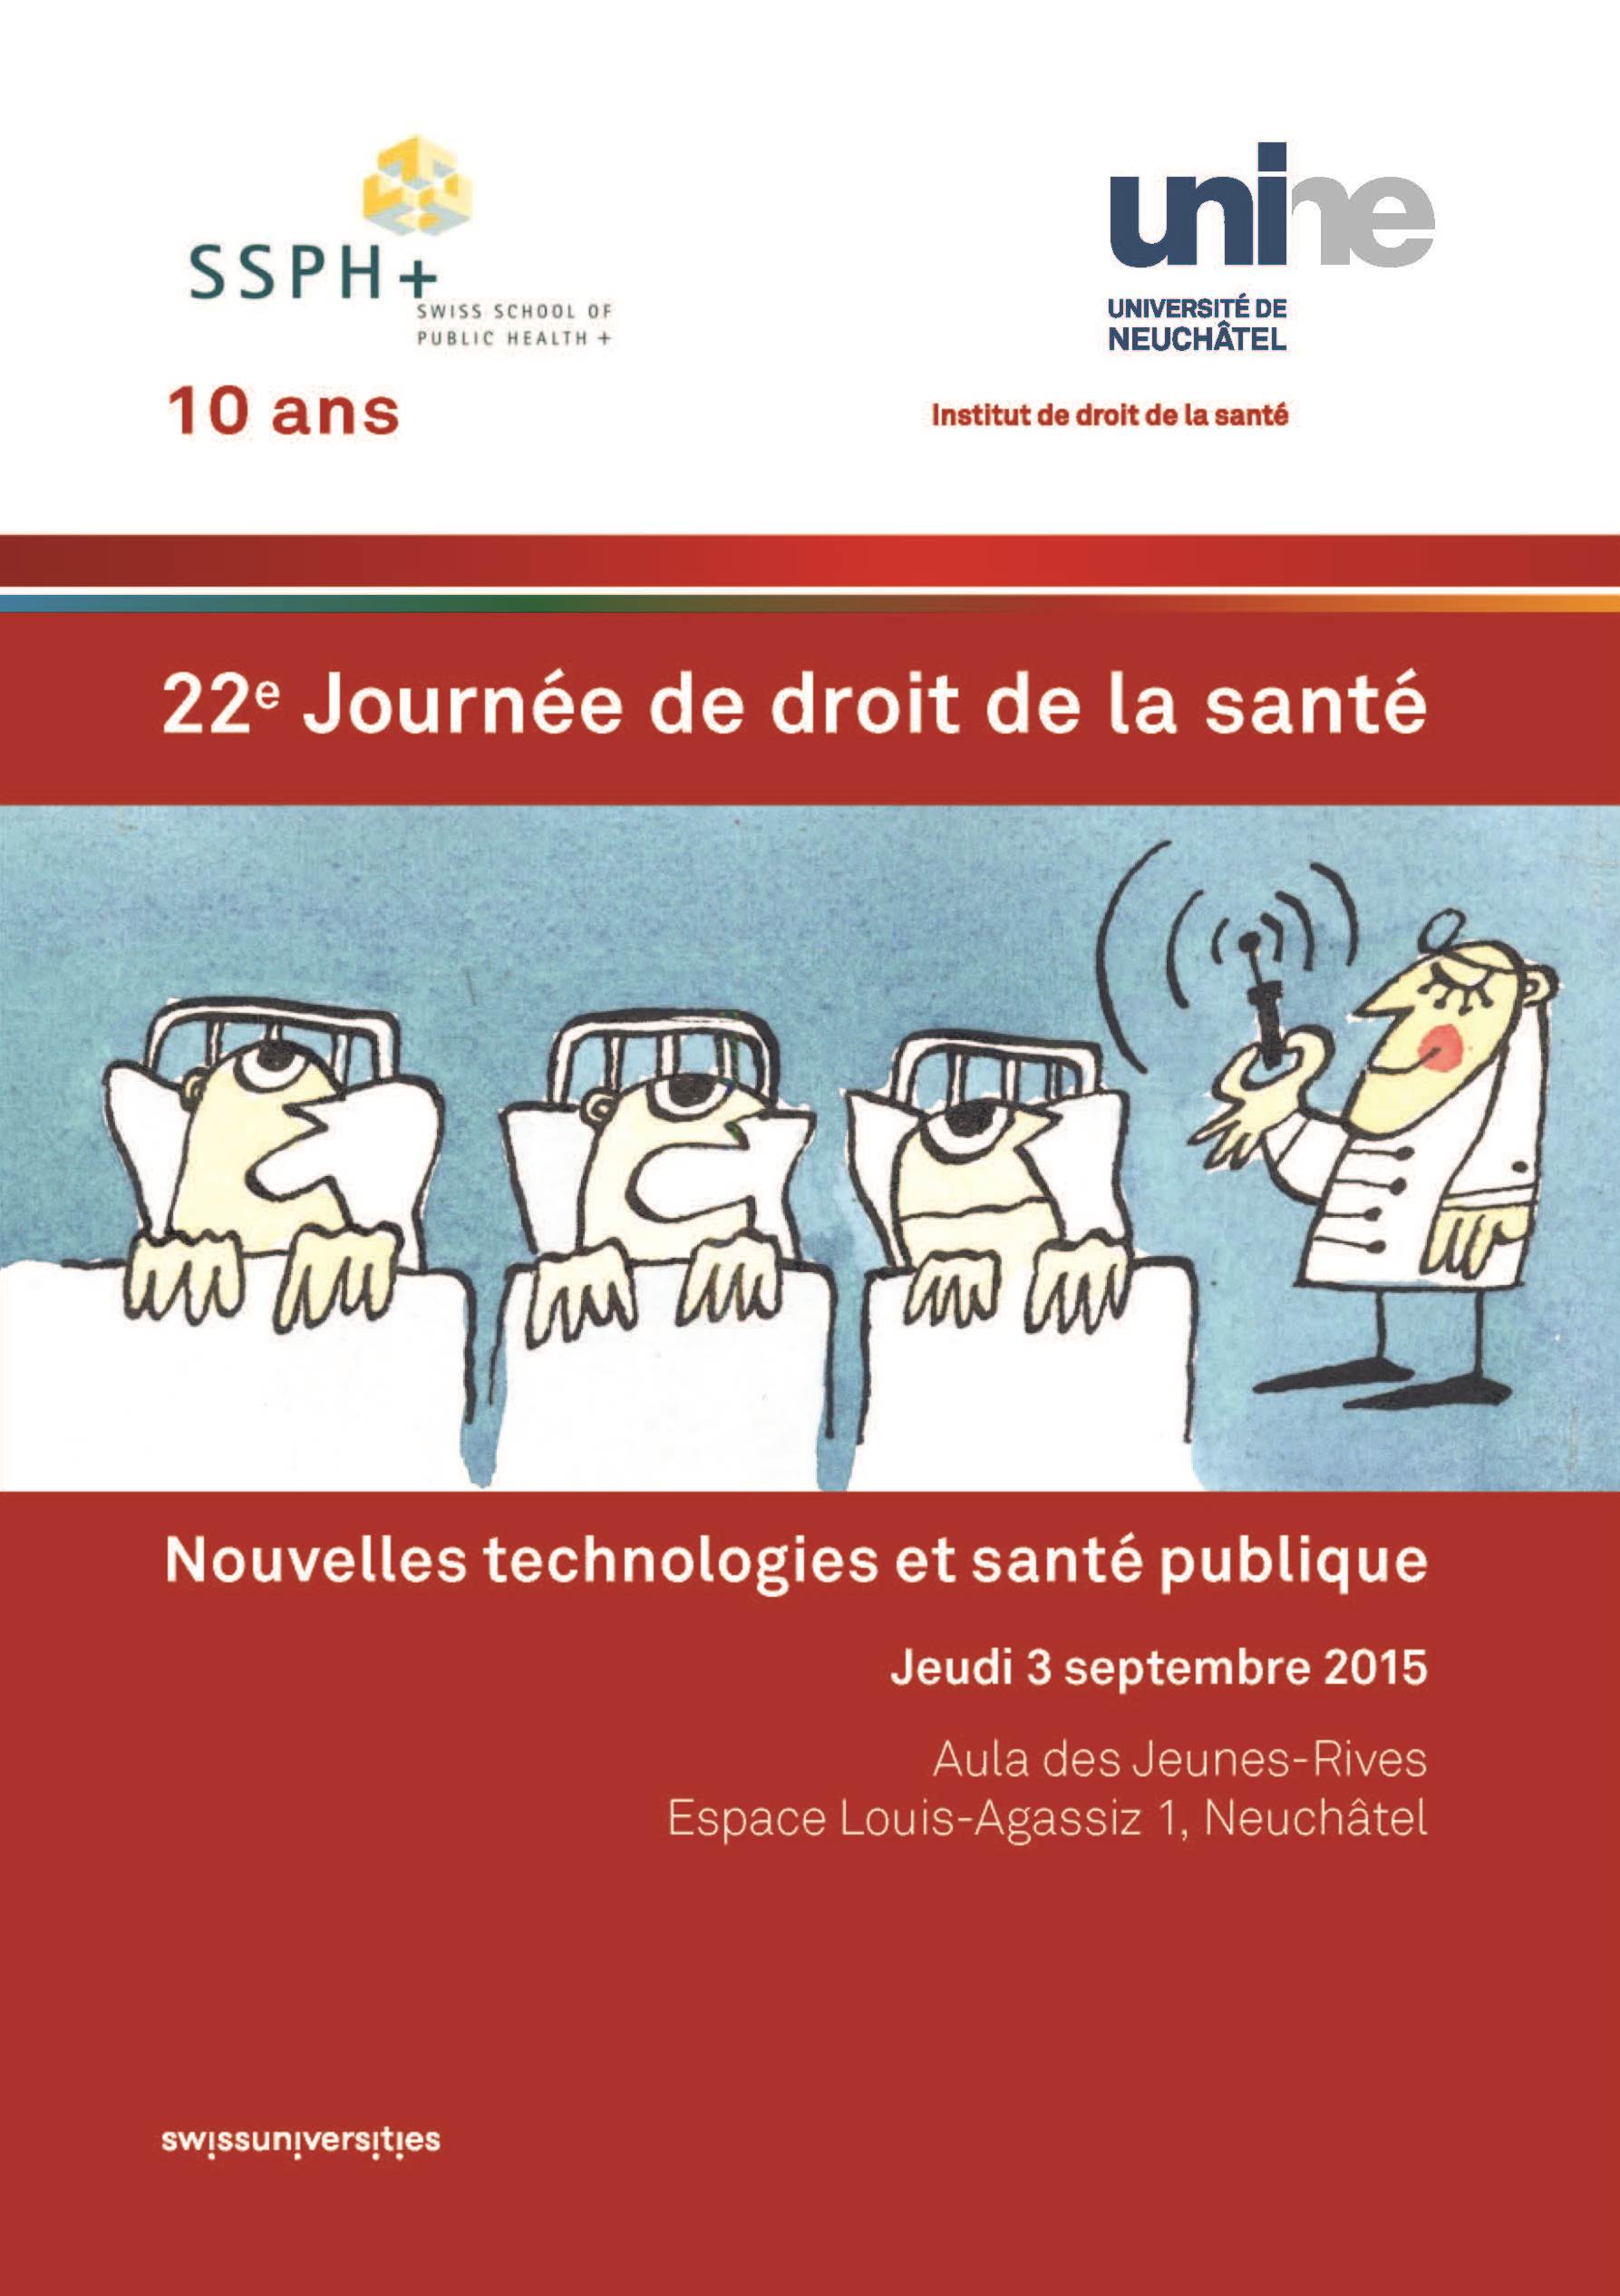 SSPH+
SWISS SCHOOL OF
PUBLIC HEALTH +
10 ans
unine
UNIVERSITÉ DE
NEUCHÂTEL
Institut de droit de la santé
22e Journée de droit de la santé
Nouvelles technologies et santé publique
Jeudi 3 septembre 2015
Aula des Jeunes-Rives
Espace Louis-Agassiz 1, Neuchâtel
swissuniversities